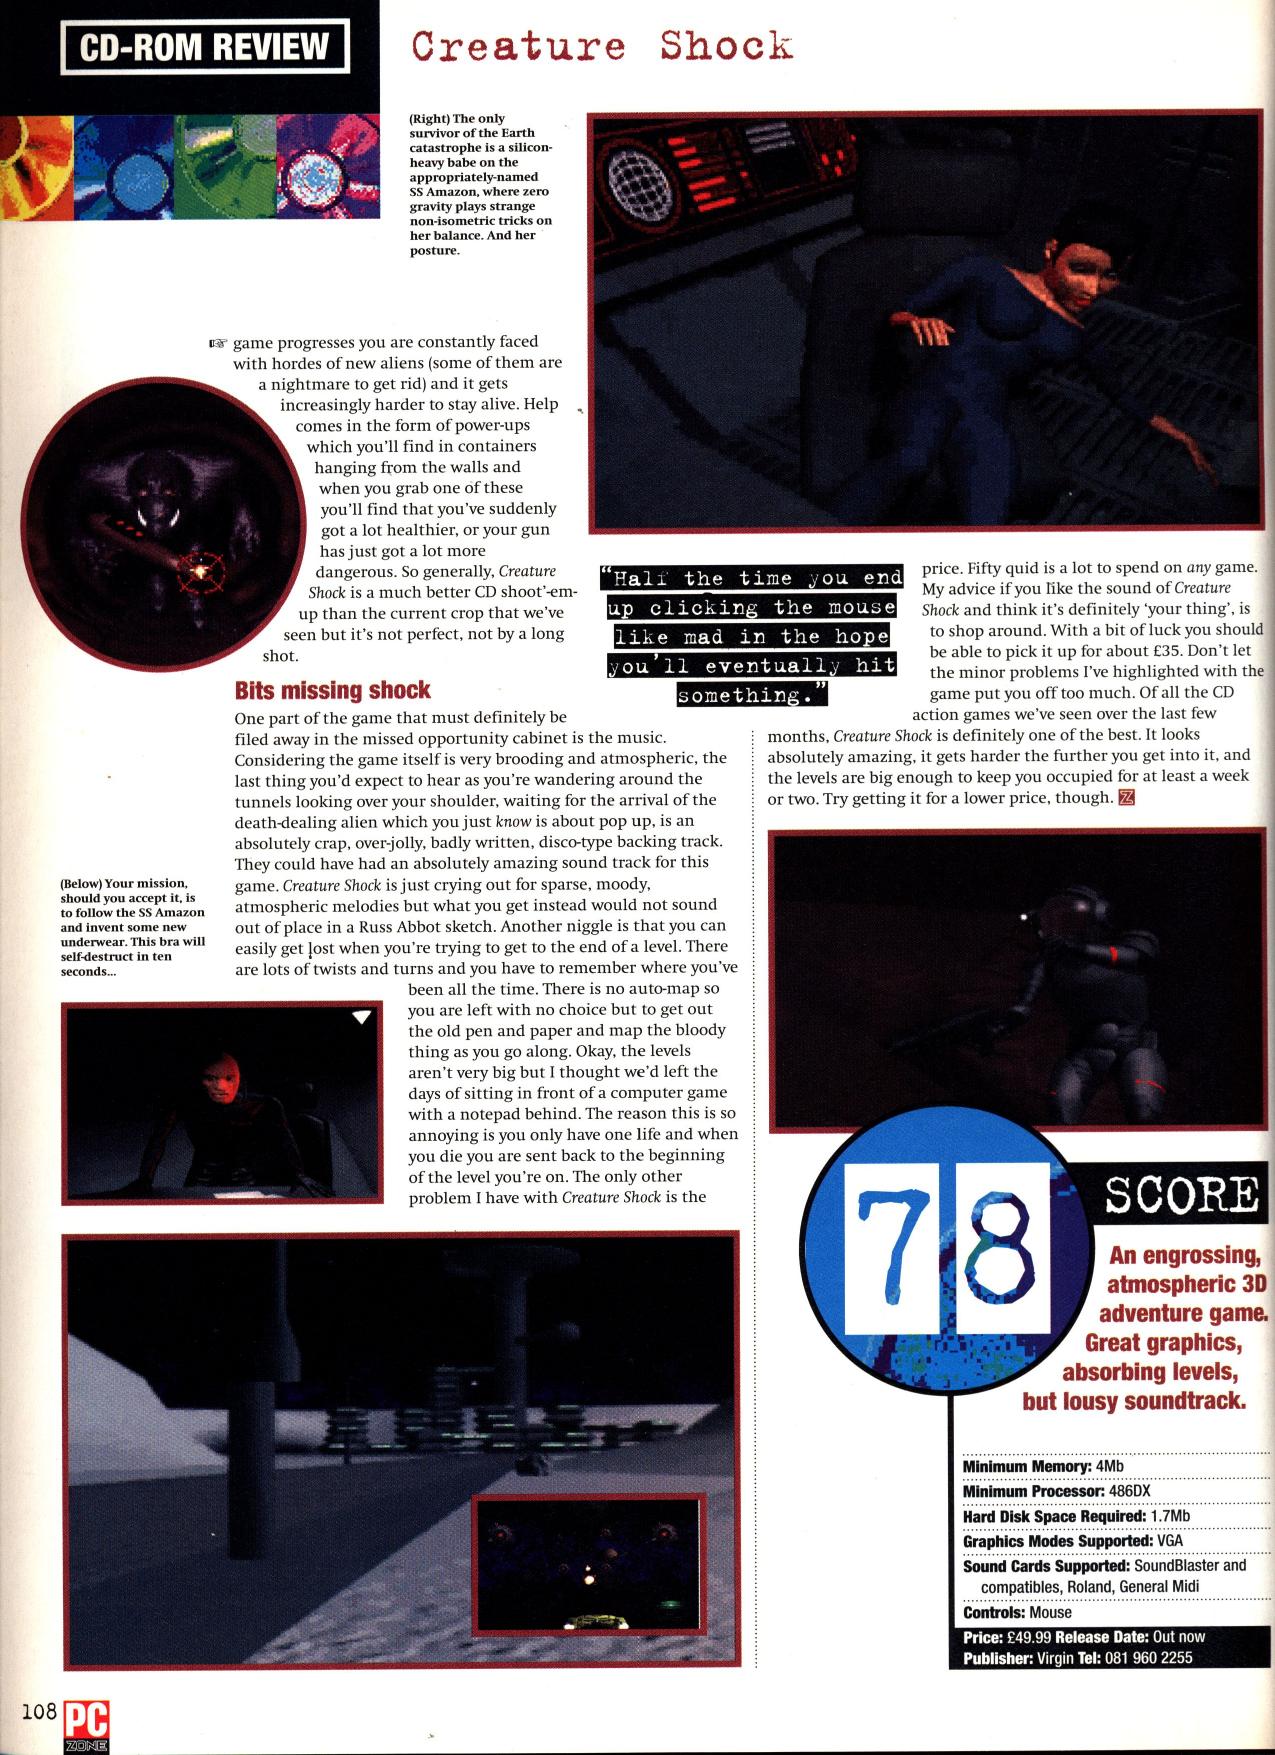 CD-ROM REVIEW
Creature Shock
(Right) The only
survivor of the Earth
catastrophe is a silicon-
heavy babe on the
appropriately-named
SS Amazon, where zero
gravity plays strange
non-isometric tricks on
her balance. And her
posture.
☞ game progresses you are constantly faced
with hordes of new aliens (some of them are
a nightmare to get rid) and it gets
increasingly harder to stay alive. Help
comes in the form of power-ups
which you'll find in containers
hanging from the walls and
when you grab one of these
you'll find that you've suddenly
got a lot healthier, or your gun
has just got a lot more
dangerous. So generally, Creature
Shock is a much better CD shoot'-em-
up than the current crop that we've
seen but it's not perfect, not by a long
shot.
Bits missing shock
One part of the game that must definitely be
filed away in the missed opportunity cabinet is the music.
Considering the game itself is very brooding and atmospheric, the
last thing you'd expect to hear as you're wandering around the
tunnels looking over your shoulder, waiting for the arrival of the
death-dealing alien which you just know is about pop up, is an
absolutely crap, over-jolly, badly written, disco-type backing track.
They could have had an absolutely amazing sound track for this
game. Creature Shock is just crying out for sparse, moody,
atmospheric melodies but what you get instead would not sound
out of place in a Russ Abbot sketch. Another niggle is that you can
easily get lost when you're trying to get to the end of a level. There
are lots of twists and turns and you have to remember where you've
been all the time. There is no auto-map so
you are left with no choice but to get out
the old pen and paper and map the bloody
thing as you go along. Okay, the levels
aren't very big but I thought we'd left the
days of sitting in front of a computer game
with a notepad behind. The reason this is so
annoying is you only have one life and when
you die you are sent back to the beginning
of the level you're on. The only other
problem I have with Creature Shock is the
(Below) Your mission,
should you accept it, is
to follow the SS Amazon
and invent some new
underwear. This bra will
self-destruct in ten
seconds...
"Half the time you end
up clicking the mouse
like mad in the hope
you'll eventually hit
something."
price. Fifty quid is a lot to spend on any game.
My advice if you like the sound of Creature
Shock and think it's definitely 'your thing', is
to shop around. With a bit of luck you should
be able to pick it up for about £35. Don't let
the minor problems I've highlighted with the
game put you off too much. Of all the CD
action games we've seen over the last few
months, Creature Shock is definitely one of the best. It looks
absolutely amazing, it gets harder the further you get into it, and
the levels are big enough to keep you occupied for at least a week
or two. Try getting it for a lower price, though. Z
78
SCORE
An engrossing,
atmospheric 3D
adventure game.
Great graphics,
absorbing levels,
but lousy soundtrack.
Minimum Memory: 4Mb
Minimum Processor: 486DX
Hard Disk Space Required: 1.7Mb
Graphics Modes Supported: VGA
Sound Cards Supported: SoundBlaster and
compatibles, Roland, General Midi
Controls: Mouse
Price: £49.99 Release Date: Out now
Publisher: Virgin Tel: 081 960 2255
108 PC
ZONE